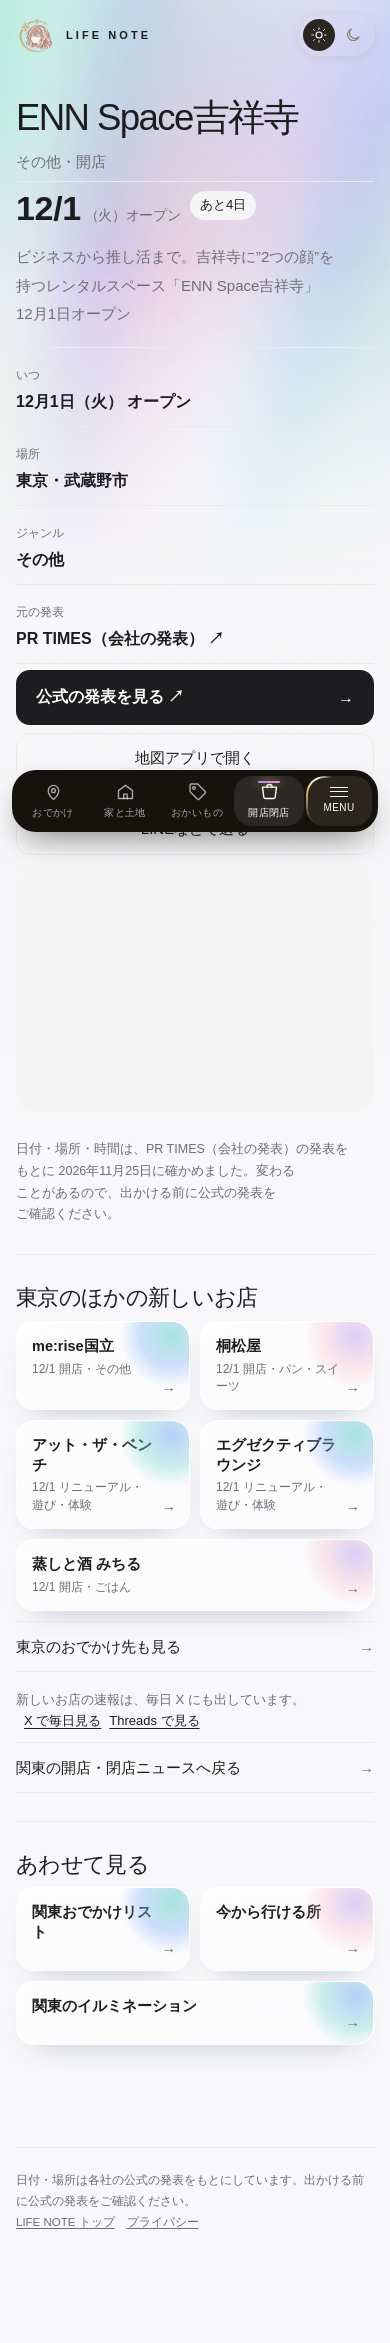 LIFE NOTE
ENN Space吉祥寺
その他・開店
12/1 （火）オープン あと4日
ビジネスから推し活まで。吉祥寺に”2つの顔”を
持つレンタルスペース「ENN Space吉祥寺」
12月1日オープン
いつ
12月1日（火） オープン
場所
東京・武蔵野市
ジャンル
その他
元の発表
PR TIMES（会社の発表） ↗
公式の発表を見る ↗ →
地図アプリで開く
おでかけ 家と土地 おかいもの 開店閉店 MENU
日付・場所・時間は、PR TIMES（会社の発表）の発表を
もとに 2026年11月25日に確かめました。変わる
ことがあるので、出かける前に公式の発表を
ご確認ください。
東京のほかの新しいお店
me:rise国立
12/1 開店・その他
→
桐松屋
12/1 開店・パン・スイ
ーツ
→
アット・ザ・ベン
チ
12/1 リニューアル・
遊び・体験
→
エグゼクティブラ
ウンジ
12/1 リニューアル・
遊び・体験
→
蒸しと酒 みちる
12/1 開店・ごはん
→
東京のおでかけ先も見る →
新しいお店の速報は、毎日 X にも出しています。
X で毎日見る Threads で見る
関東の開店・閉店ニュースへ戻る →
あわせて見る
関東おでかけリス
ト
→
今から行ける所
→
関東のイルミネーション
→
日付・場所は各社の公式の発表をもとにしています。出かける前
に公式の発表をご確認ください。
LIFE NOTE トップ プライバシー